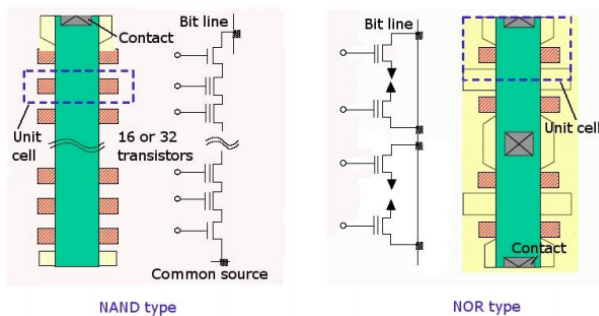 Bit line
Contact
Unit
cell
16 or 32
transistors
Common source
NAND type
Bit line
Unit cell
Contact
NOR type